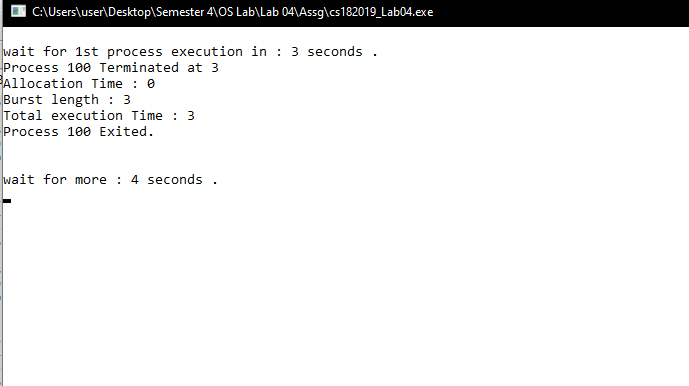 C:\Users\user\Desktop\Semester 4\OS Lab\Lab 04\Assg\cs182019_Lab04.exe
wait for 1st process execution in : 3 seconds .
Process 100 Terminated at 3
Allocation Time : 0
Burst length : 3
Total execution Time : 3
Process 100 Exited.
wait for more : 4 seconds .